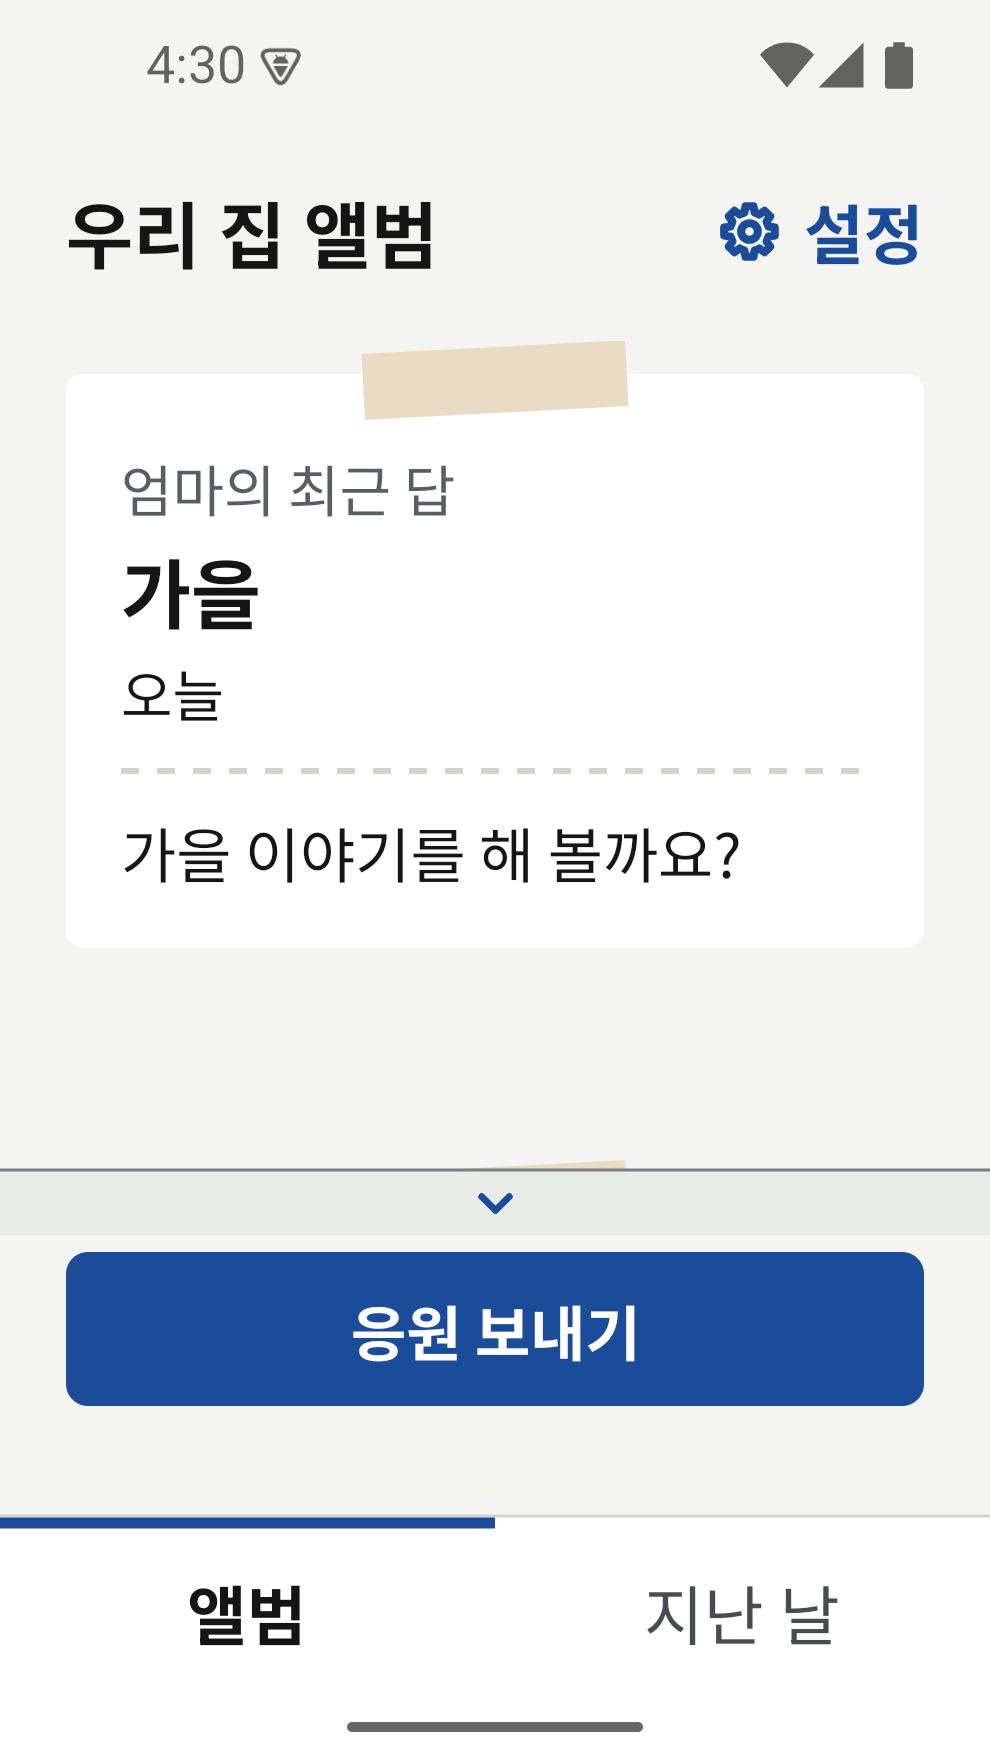 4:30
우리 집 앨범
설정
엄마의 최근 답
가을
오늘
가을 이야기를 해 볼까요?
응원 보내기
앨범
지난 날